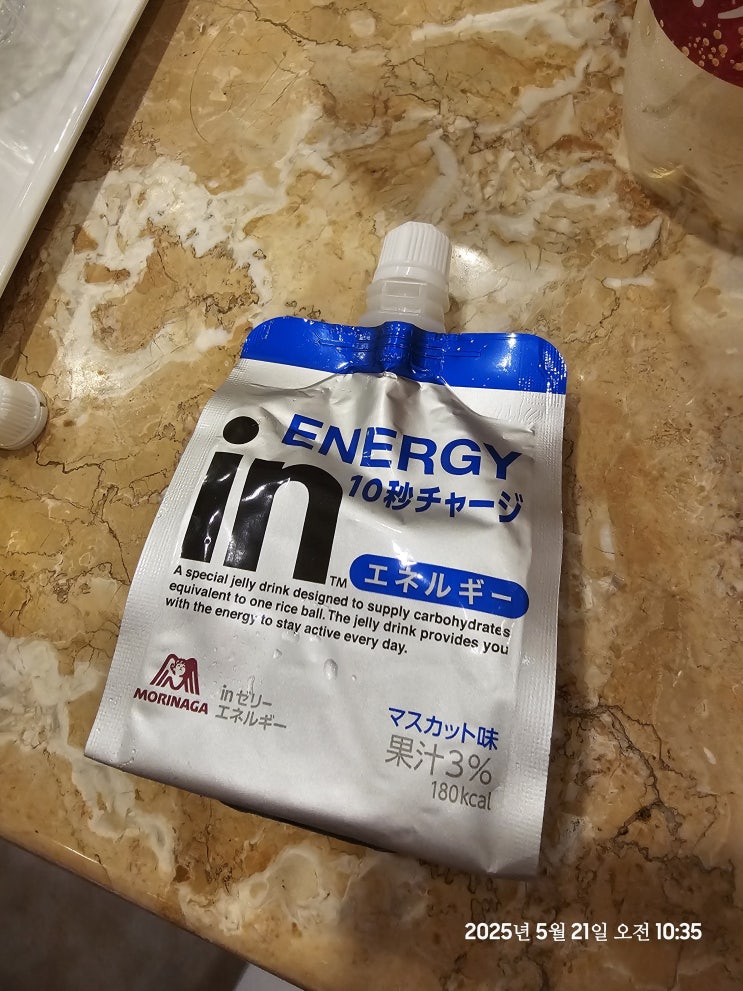 ENERGY
in
10秒チャージ
TM
エネルギー
A special jelly drink designed to supply carbohydrates
equivalent to one rice ball. The jelly drink provides you
with the energy to stay active every day.
MORINAGA
inゼリー
エネルギー
マスカット味
果汁3%
180kcal
2025년 5월 21일 오전 10:35